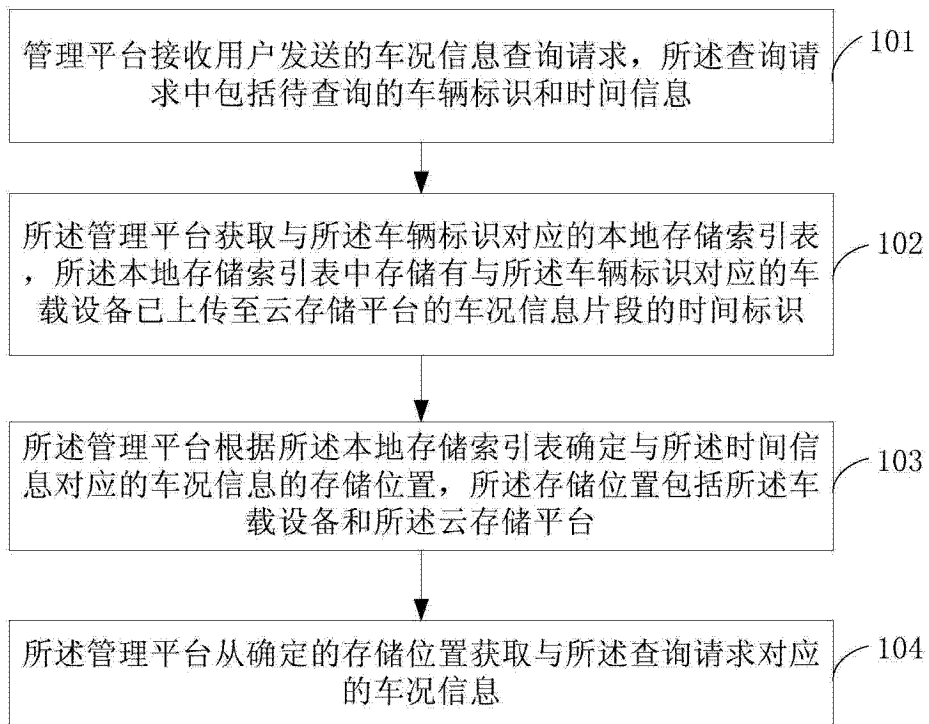 管理平台接收用户发送的车况信息查询请求，所述查询请
求中包括待查询的车辆标识和时间信息
101
所述管理平台获取与所述车辆标识对应的本地存储索引表
，所述本地存储索引表中存储有与所述车辆标识对应的车
载设备已上传至云存储平台的车况信息片段的时间标识
102
所述管理平台根据所述本地存储索引表确定与所述时间信
息对应的车况信息的存储位置，所述存储位置包括所述车
载设备和所述云存储平台
103
所述管理平台从确定的存储位置获取与所述查询请求对应
的车况信息
104